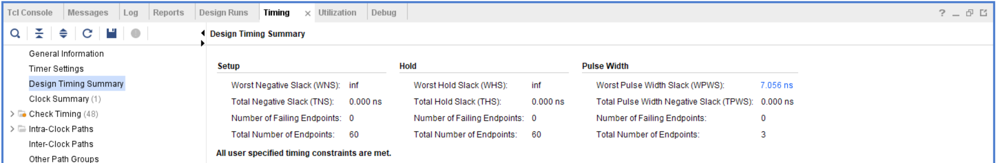 Tcl Console Messages Log Reports Design Runs Timing × Utilization Debug ?
Design Timing Summary
General Information
Timer Settings
Design Timing Summary
Clock Summary (1)
Check Timing (48)
Intra-Clock Paths
Inter-Clock Paths
Other Path Groups
Setup Hold Pulse Width
Worst Negative Slack (WNS): inf Worst Hold Slack (WHS): inf Worst Pulse Width Slack (WPWS): 7.056 ns
Total Negative Slack (TNS): 0.000 ns Total Hold Slack (THS): 0.000 ns Total Pulse Width Negative Slack (TPWS): 0.000 ns
Number of Failing Endpoints: 0 Number of Failing Endpoints: 0 Number of Failing Endpoints: 0
Total Number of Endpoints: 60 Total Number of Endpoints: 60 Total Number of Endpoints: 3
All user specified timing constraints are met.